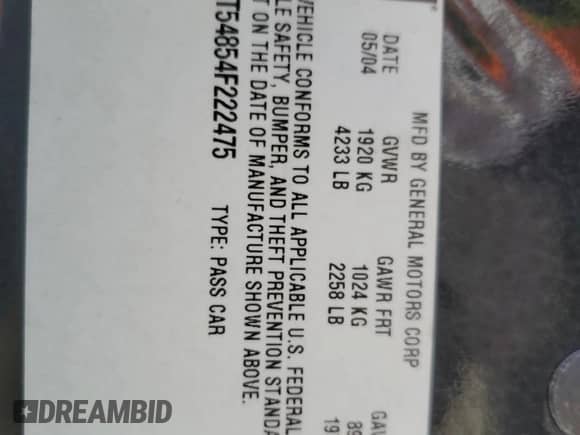 MFD BY GENERAL MOTORS CORP
DATE GVWR GAWR FRT
05/04 1920 KG 1024 KG
4233 LB 2258 LB
VEHICLE CONFORMS TO ALL APPLICABLE U.S. FEDERAL
SAFETY, BUMPER, AND THEFT PREVENTION
ON THE DATE OF MANUFACTURE SHOWN ABOVE.
T54854F222475 TYPE: PASS CAR
DREAMBID